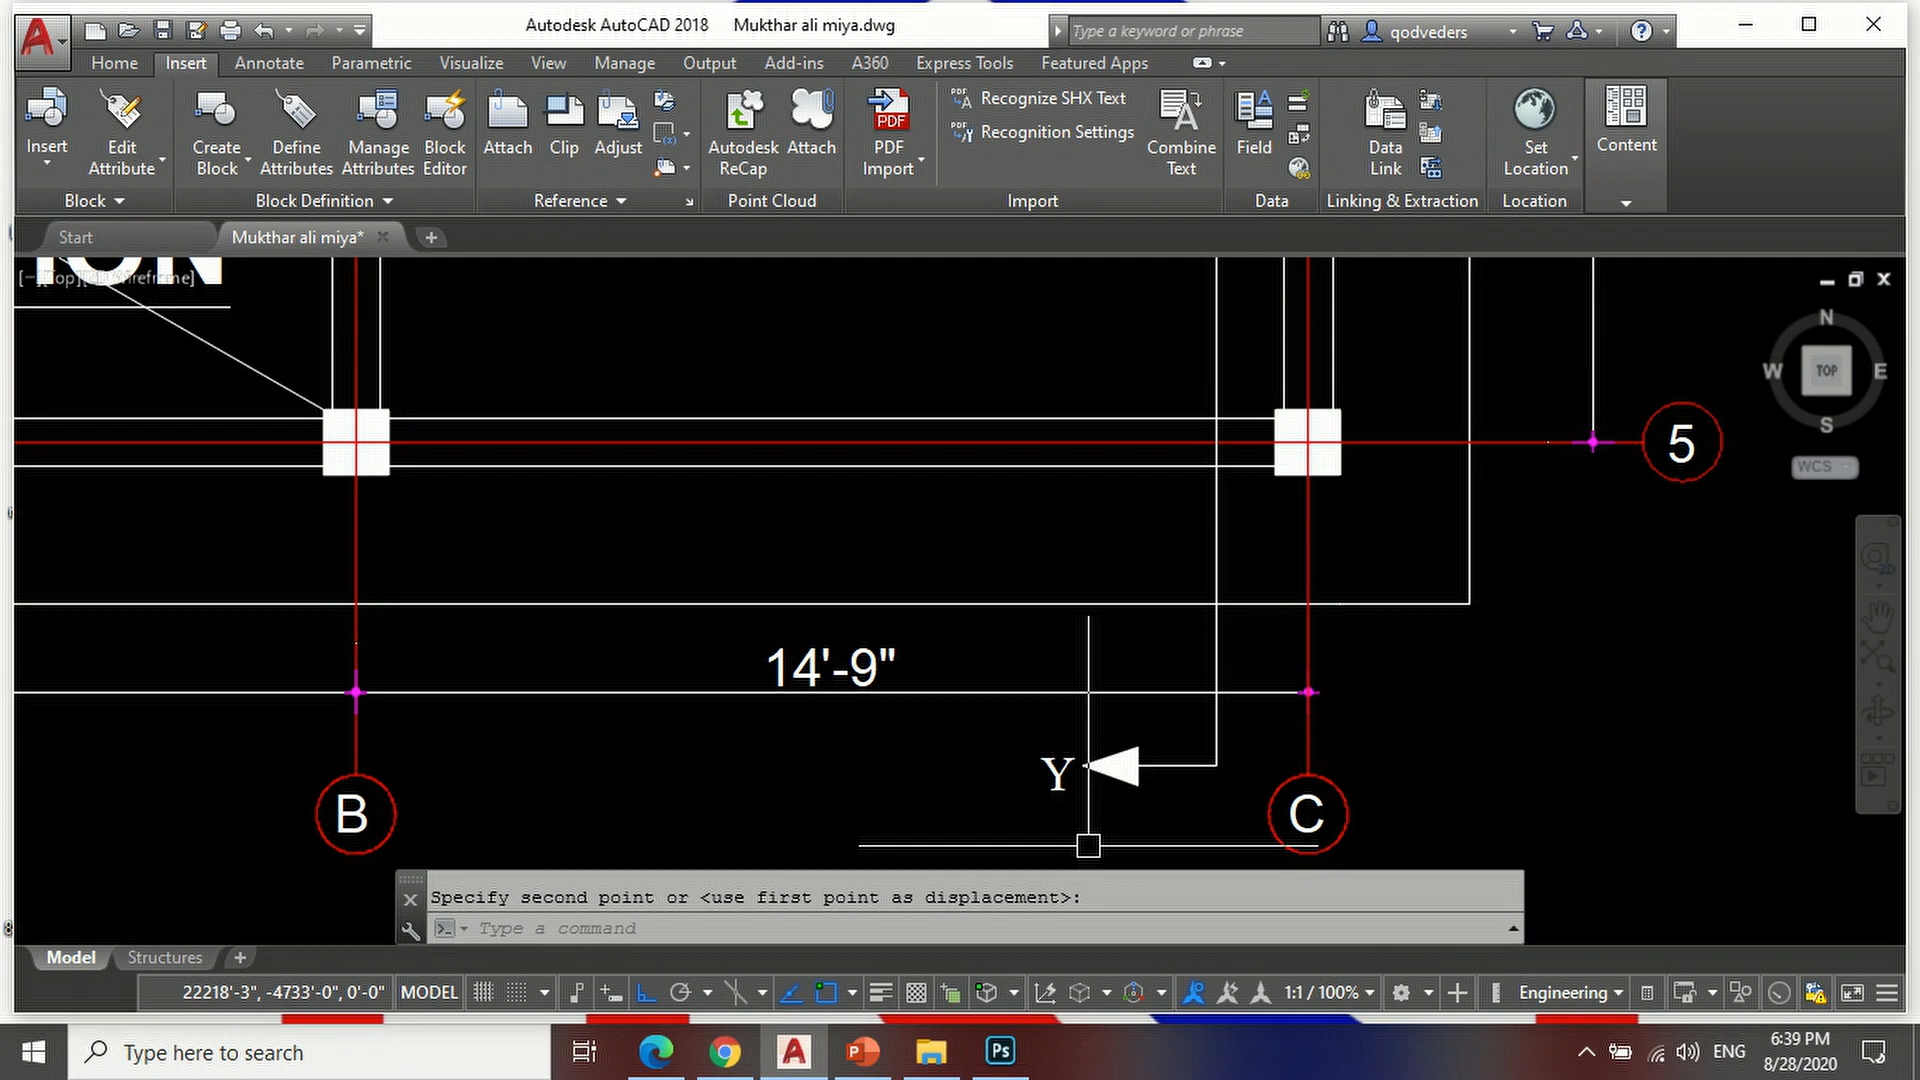 Autodesk AutoCAD 2018 Mukthar ali miya.dwg
Type a keyword or phrase
qodveders
Home Insert Annotate Parametric Visualize View Manage Output Add-ins A360 Express Tools Featured Apps
Insert
Edit Attribute
Create Block
Define Attributes
Manage Attributes
Block Editor
Attach
Clip
Adjust
Autodesk ReCap
Attach
PDF Import
Recognize SHX Text
Recognition Settings
Combine Text
Field
Data Link
Set Location
Content
Block Block Definition Reference Point Cloud Import Data Linking & Extraction Location
Start Mukthar ali miya*
N
W TOP E
S
WCS
5
14'-9"
Y
B C
Specify second point or <use first point as displacement>:
Type a command
Model Structures
22218'-3", -4733'-0", 0'-0" MODEL 1:1 / 100% Engineering
Type here to search
ENG
6:39 PM
8/28/2020